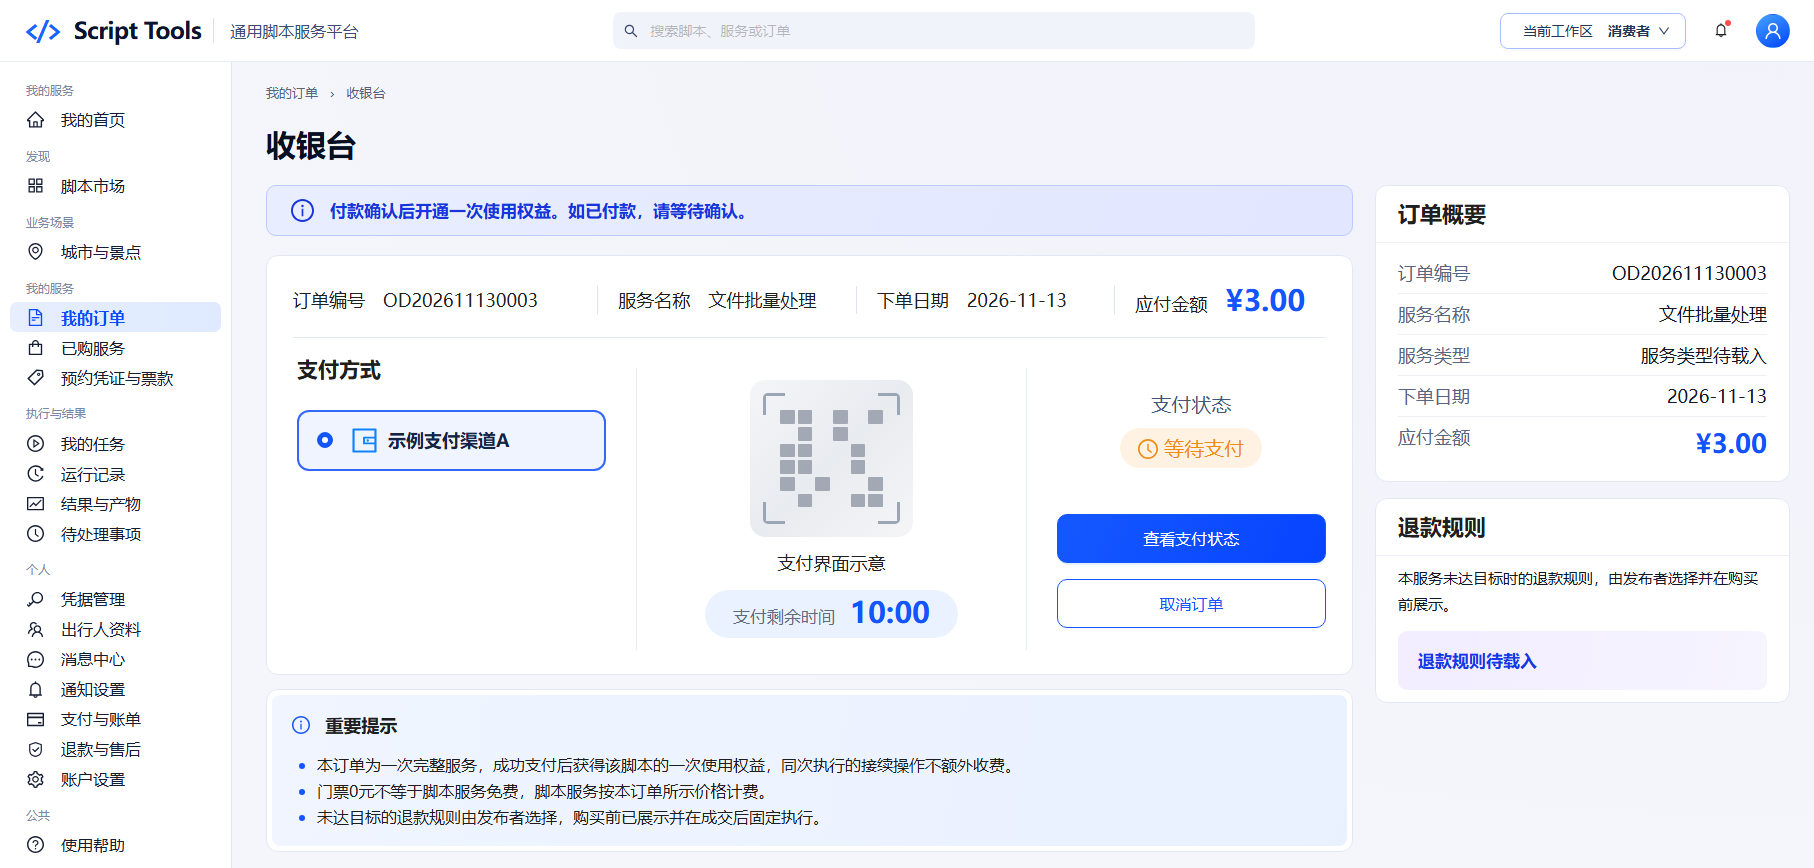 Script Tools
通用脚本服务平台
搜索脚本、服务或订单
当前工作区 消费者
我的服务
我的首页
发现
脚本市场
业务场景
城市与景点
我的服务
我的订单
已购服务
预约凭证与票款
执行与结果
我的任务
运行记录
结果与产物
待处理事项
个人
凭据管理
出行人资料
消息中心
通知设置
支付与账单
退款与售后
账户设置
公共
使用帮助
我的订单 › 收银台
收银台
付款确认后开通一次使用权益。如已付款，请等待确认。
订单编号 OD202611130003 服务名称 文件批量处理 下单日期 2026-11-13 应付金额 ¥3.00
支付方式
示例支付渠道A
支付界面示意
支付剩余时间 10:00
支付状态
等待支付
查看支付状态
取消订单
重要提示
本订单为一次完整服务，成功支付后获得该脚本的一次使用权益，同次执行的接续操作不额外收费。
门票0元不等于脚本服务免费，脚本服务按本订单所示价格计费。
未达目标的退款规则由发布者选择，购买前已展示并在成交后固定执行。
订单概要
订单编号 OD202611130003
服务名称 文件批量处理
服务类型 服务类型待载入
下单日期 2026-11-13
应付金额 ¥3.00
退款规则
本服务未达目标时的退款规则，由发布者选择并在购买
前展示。
退款规则待载入